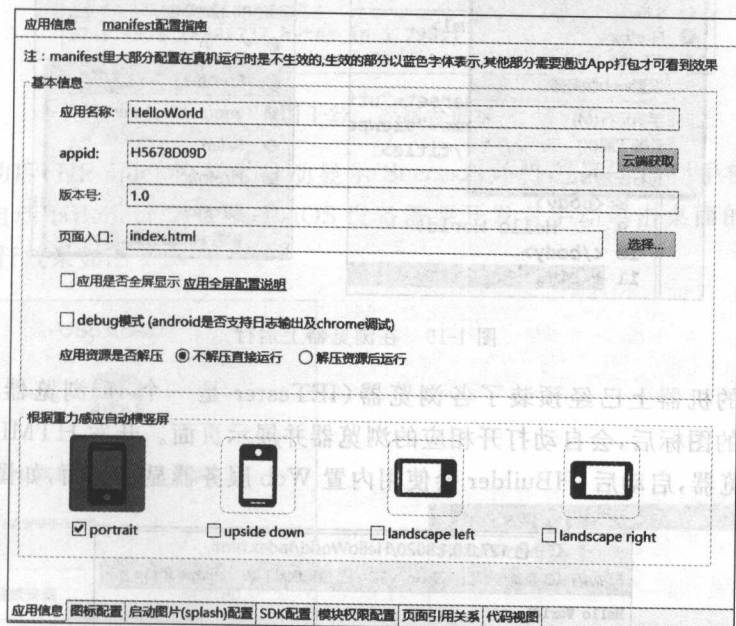 应用信息 manifest配置指南
注：manifest里大部分配置在真机运行时是不生效的,生效的部分以蓝色字体表示,其他部分需要通过App打包才可看到效果
基本信息
应用名称: HelloWorld
appid: H5678D09D 云端获取
版本号: 1.0
页面入口: index.html 选择...
应用是否全屏显示 应用全屏配置说明
debug模式 (android是否支持日志输出及chrome调试)
应用资源是否解压 不解压直接运行 解压资源后运行
根据重力感应自动横竖屏
portrait upside down landscape left landscape right
应用信息 图标配置 启动图片(splash)配置 SDK配置 模块权限配置 页面引用关系 代码视图